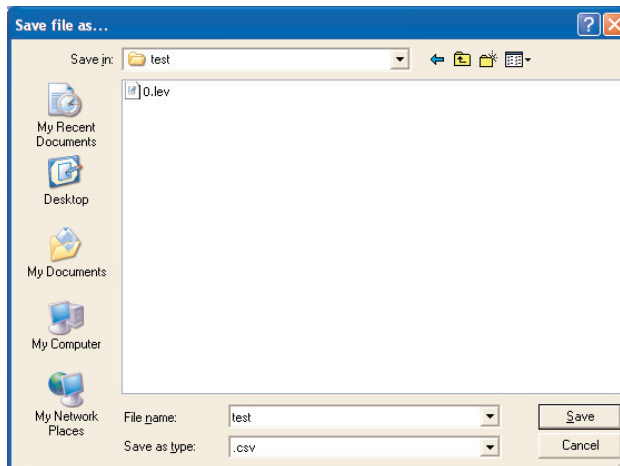 Save file as...
Save in: test
0.lev
My Recent
Documents
Desktop
My Documents
My Computer
My Network
Places
File name: test Save
Save as type: .csv Cancel